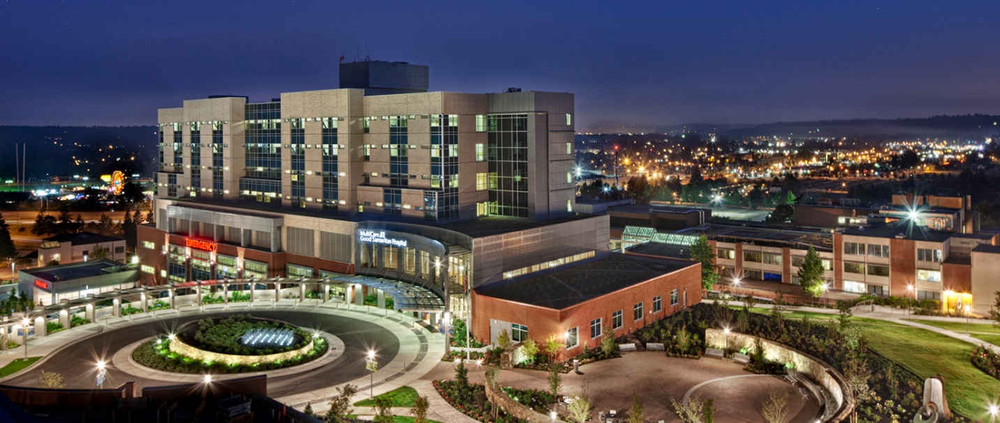 MultiCare
Good Samaritan Hospital
EMERGENCY